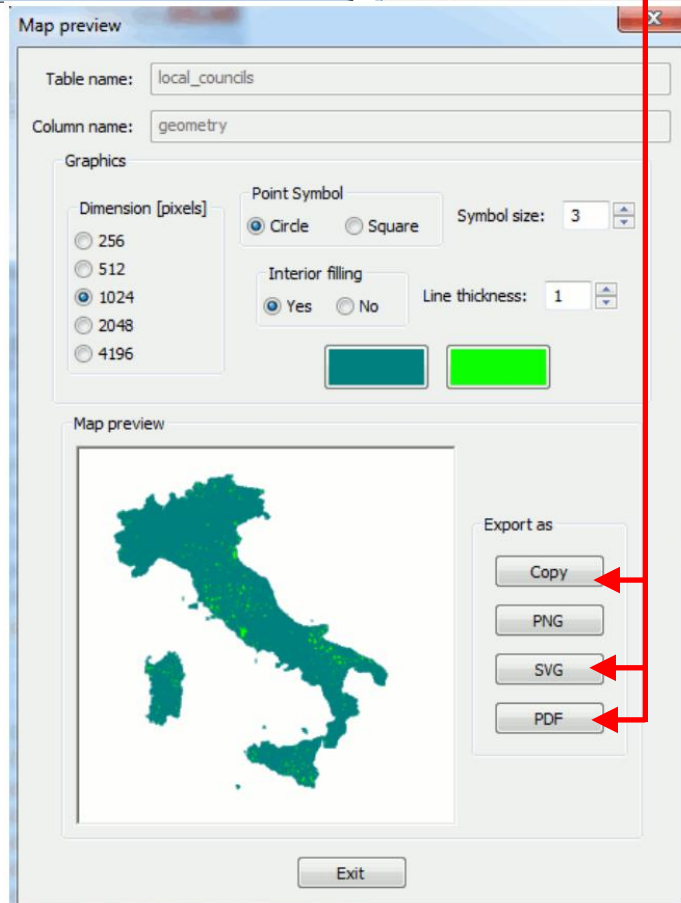 Map preview
Table name: local_councils
Column name: geometry
Graphics
Dimension [pixels]
256
512
1024
2048
4196
Point Symbol
Circle Square
Symbol size: 3
Interior filling
Yes No
Line thickness: 1
Map preview
Export as
Copy
PNG
SVG
PDF
Exit